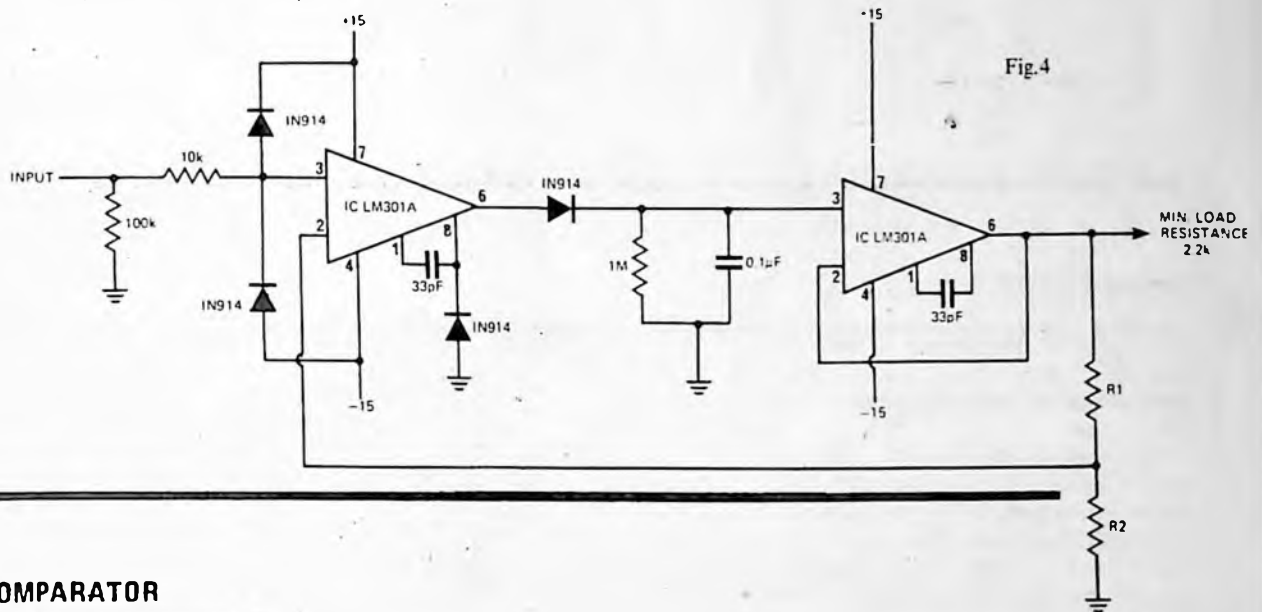 +15
+15
Fig.4
IN914
10k
INPUT
100k
3
7
IC LM301A
6
2
1
8
4
33pF
IN914
IN914
-15
IN914
1M
0.1µF
3
7
IC LM301A
6
2
1
8
4
33pF
-15
MIN. LOAD
RESISTANCE
2.2k
R1
R2
OMPARATOR